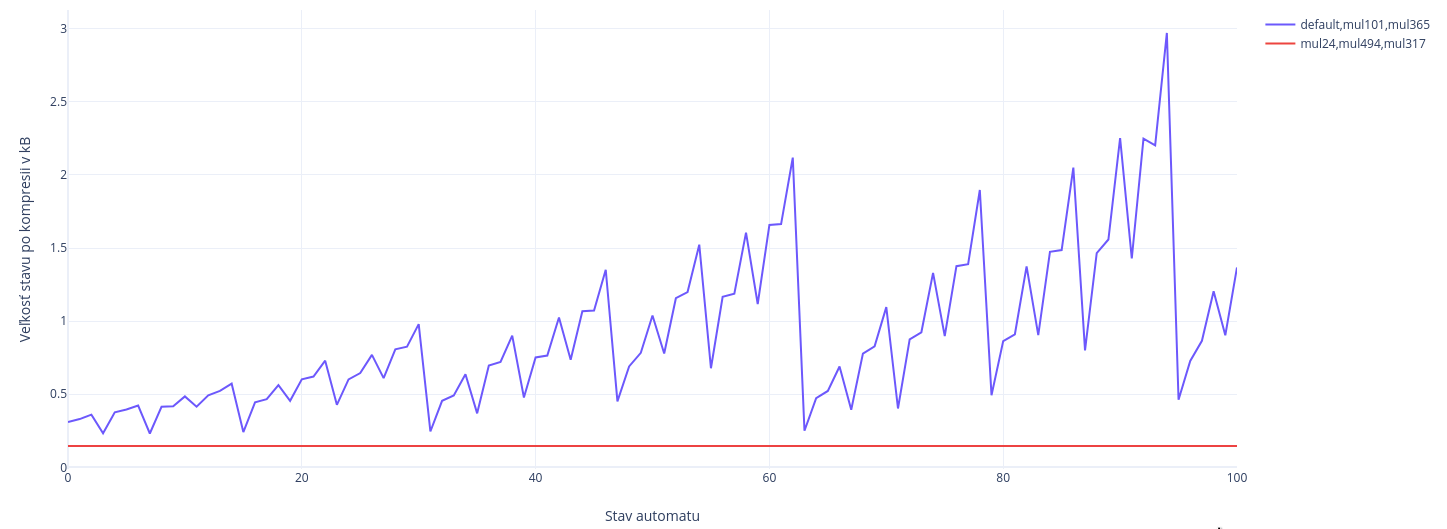 default,mul101,mul365
mul24,mul494,mul317
3
2.5
2
1.5
1
0.5
0
Veľkosť stavu po kompresii v kB
0 20 40 60 80 100
Stav automatu